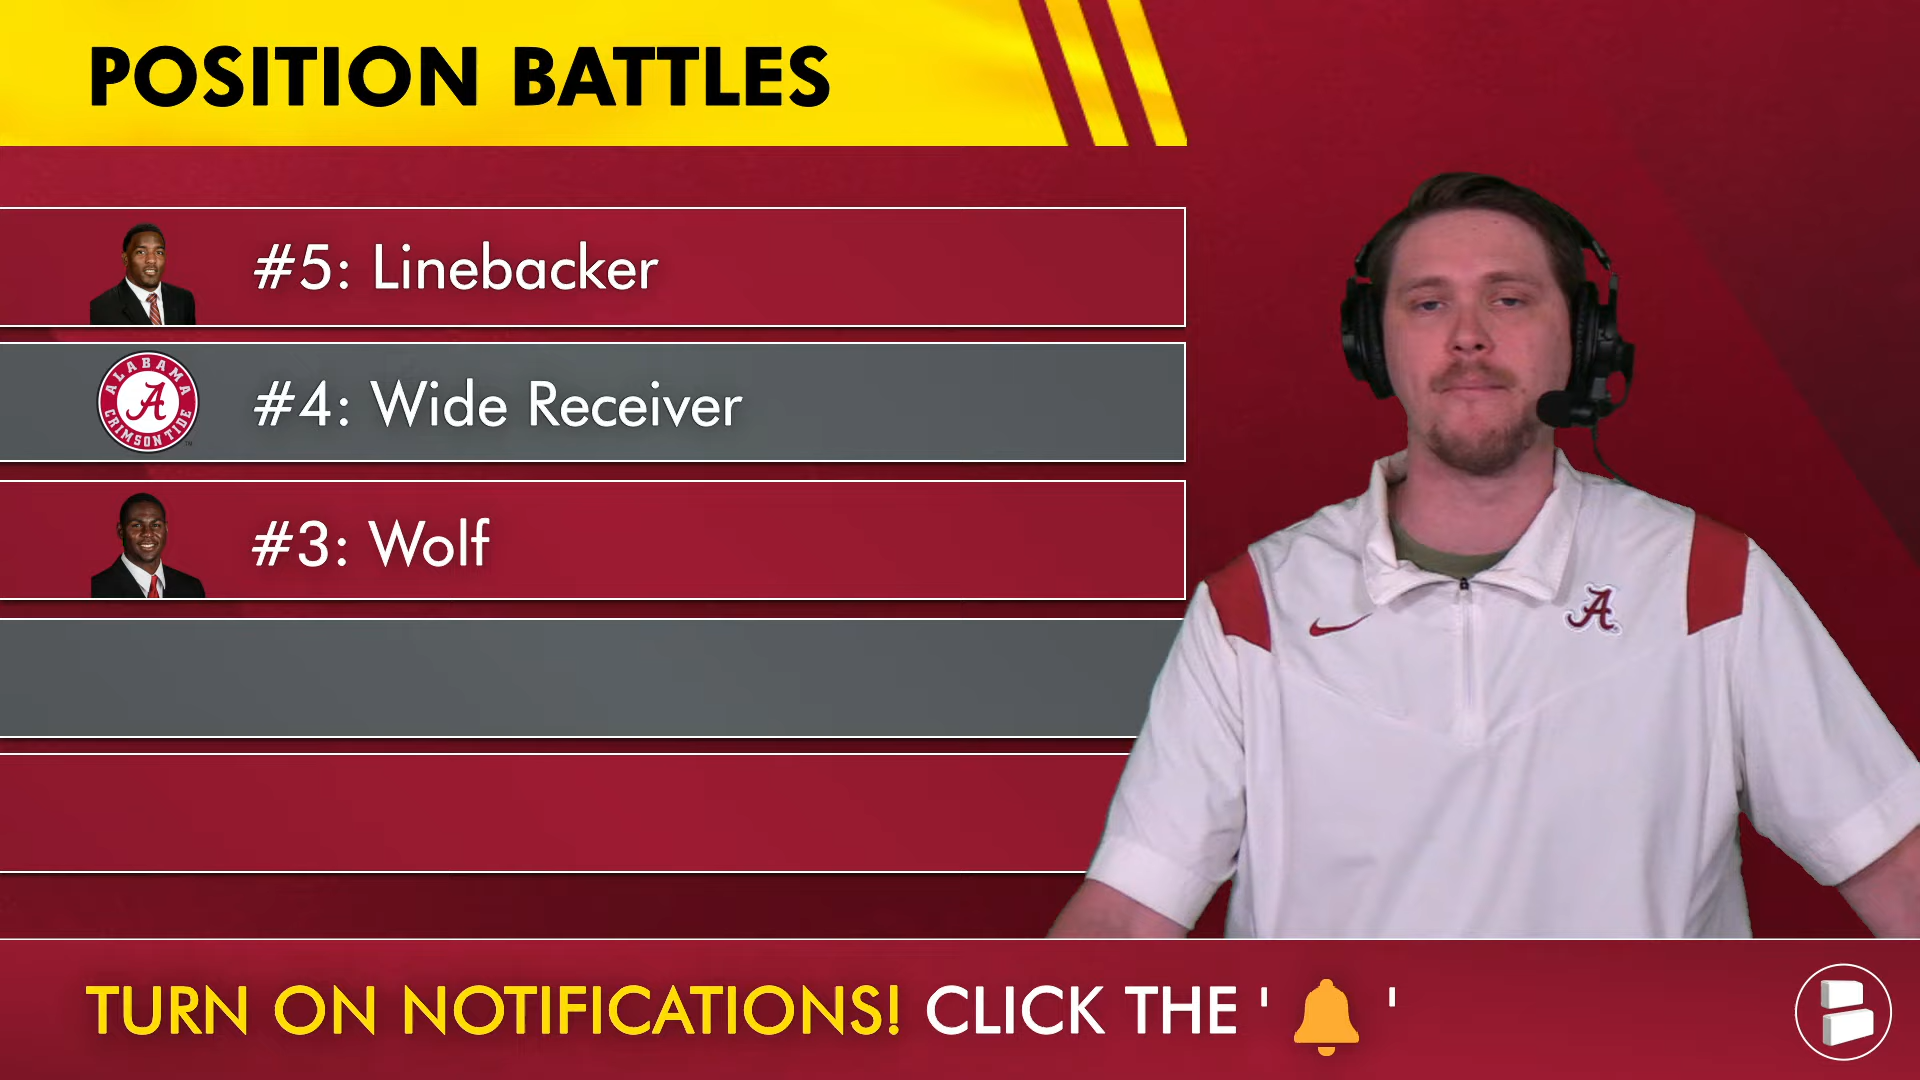 POSITION BATTLES
#5: Linebacker
ALABAMA
A
CRIMSON TIDE
#4: Wide Receiver
#3: Wolf
A
TURN ON NOTIFICATIONS! CLICK THE ' 🔔 '